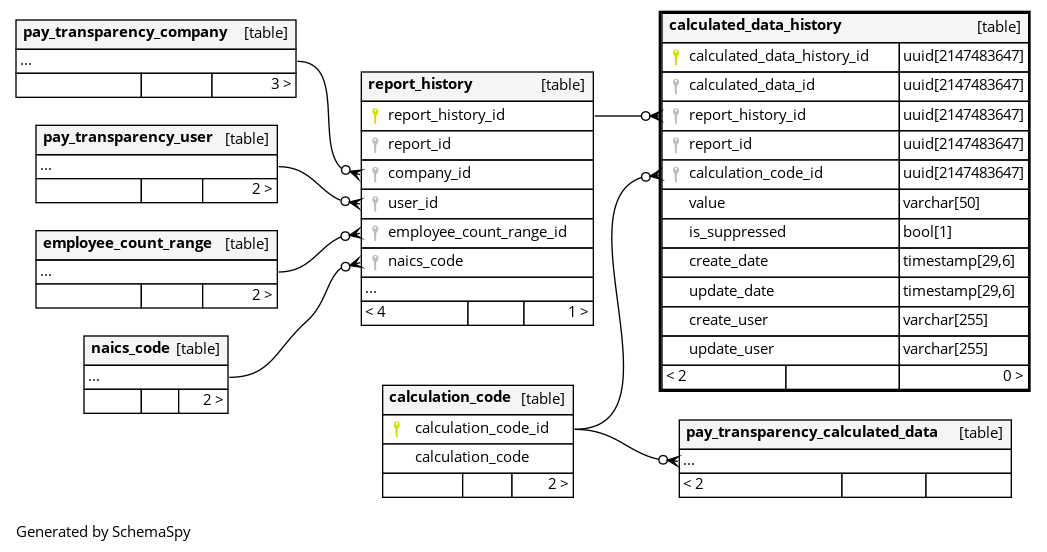 pay_transparency_company [table]
...
3 >
pay_transparency_user [table]
...
2 >
employee_count_range [table]
...
2 >
naics_code [table]
...
2 >
report_history [table]
report_history_id
report_id
company_id
user_id
employee_count_range_id
naics_code
...
< 4 1 >
calculation_code [table]
calculation_code_id
calculation_code
2 >
calculated_data_history [table]
calculated_data_history_id uuid[2147483647]
calculated_data_id uuid[2147483647]
report_history_id uuid[2147483647]
report_id uuid[2147483647]
calculation_code_id uuid[2147483647]
value varchar[50]
is_suppressed bool[1]
create_date timestamp[29,6]
update_date timestamp[29,6]
create_user varchar[255]
update_user varchar[255]
< 2 0 >
pay_transparency_calculated_data [table]
...
< 2
Generated by SchemaSpy